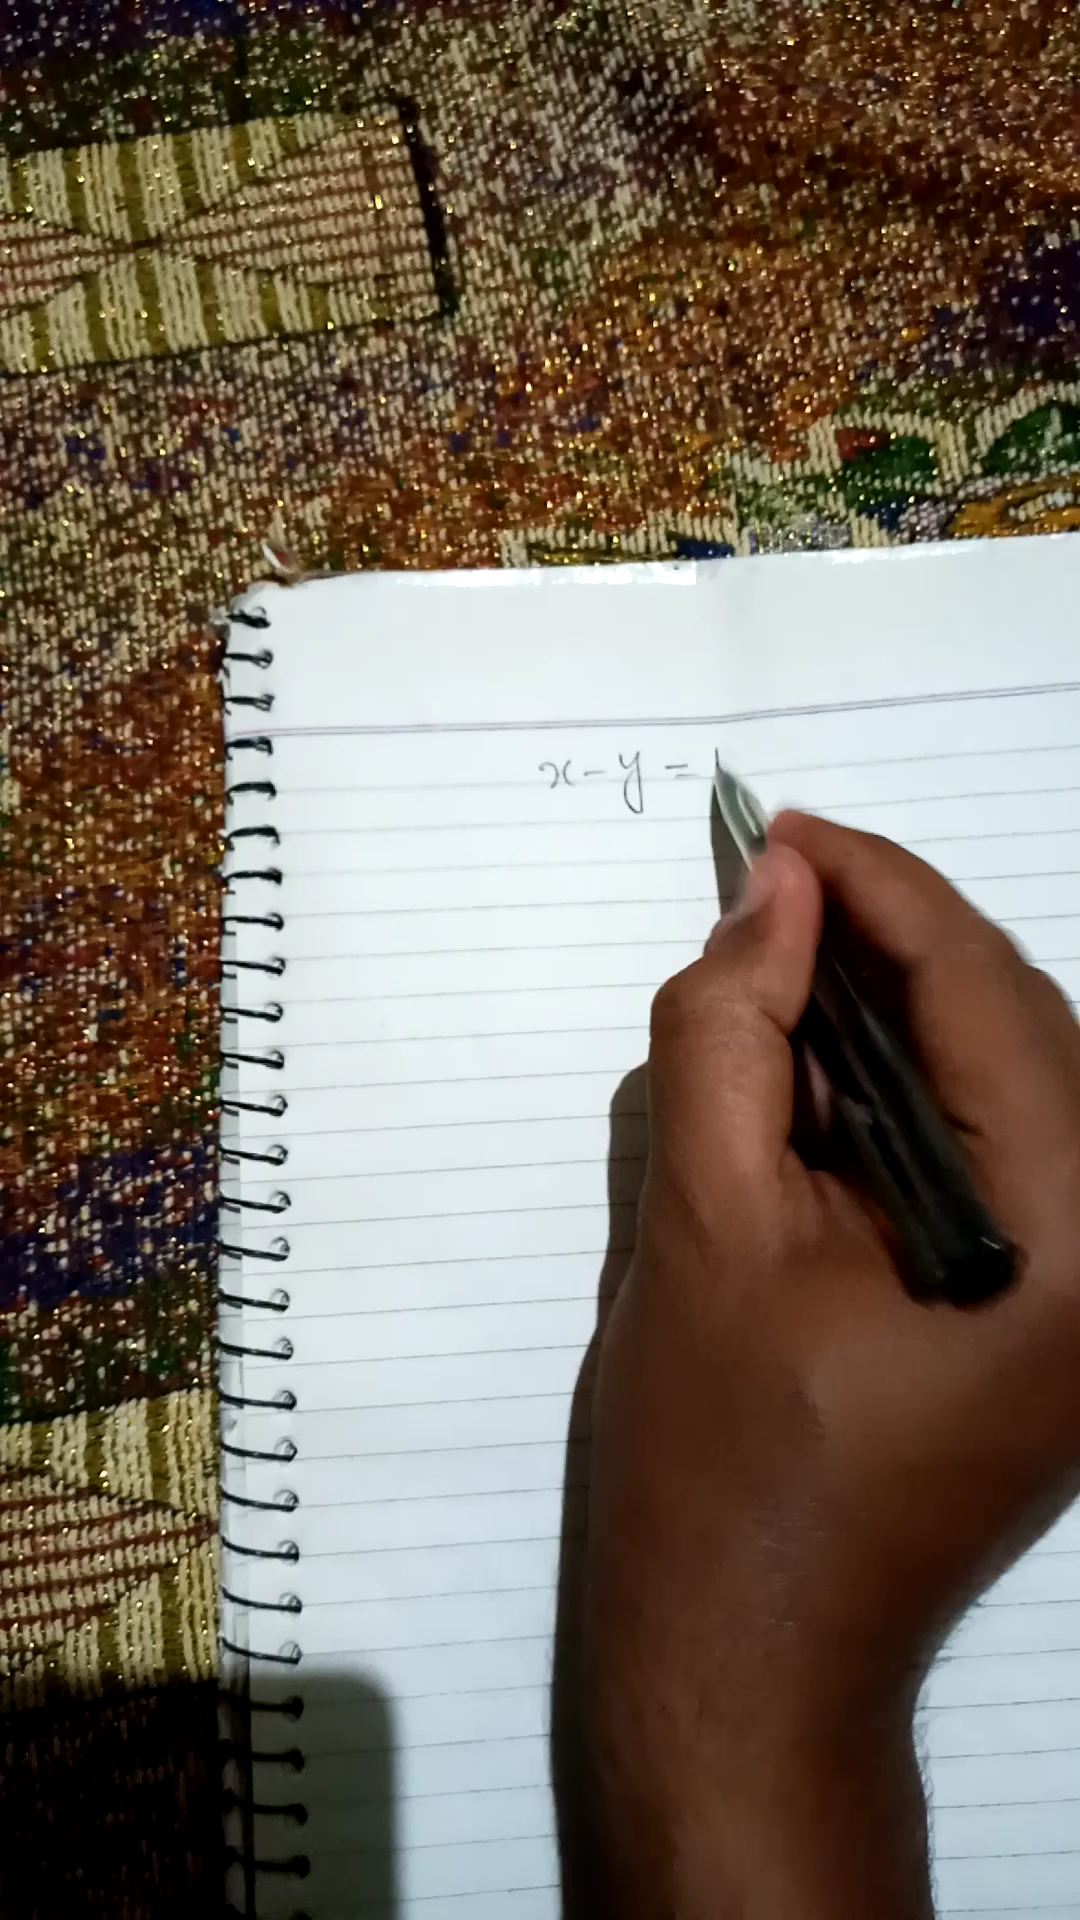 x - y =